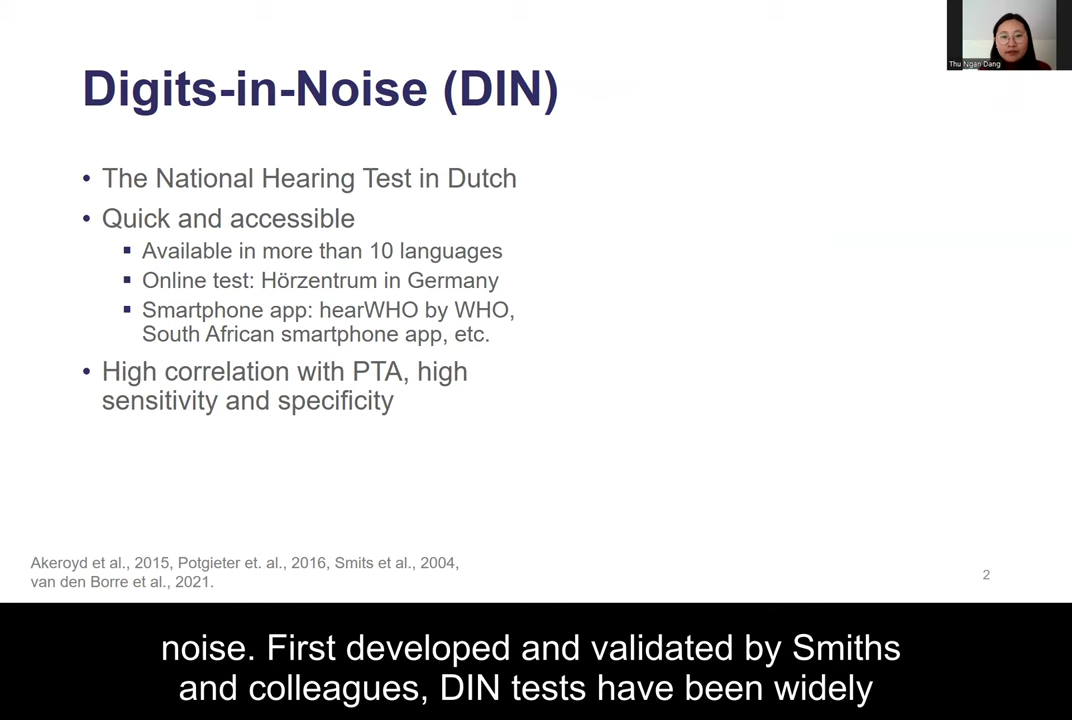 Thu Ngan Dang
Digits-in-Noise (DIN)
• The National Hearing Test in Dutch
• Quick and accessible
▪ Available in more than 10 languages
▪ Online test: Hörzentrum in Germany
▪ Smartphone app: hearWHO by WHO,
South African smartphone app, etc.
• High correlation with PTA, high
sensitivity and specificity
Akeroyd et al., 2015, Potgieter et. al., 2016, Smits et al., 2004,
van den Borre et al., 2021.
2
noise. First developed and validated by Smiths
and colleagues, DIN tests have been widely